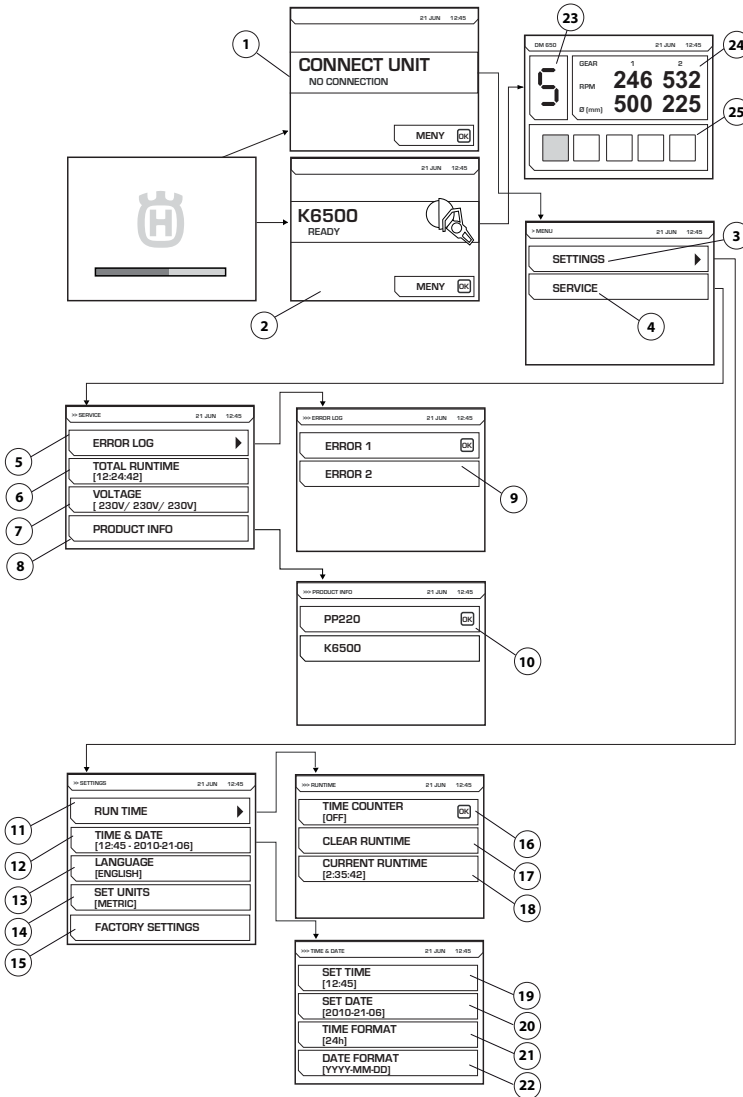 21 JUN 12:45
CONNECT UNIT
NO CONNECTION
MENY OK
1
DM 650 21 JUN 12:45
S
GEAR 1 2
RPM 246 532
Ø [mm] 500 225
23
24
25
H
21 JUN 12:45
K6500
READY
MENY OK
2
> MENU 21 JUN 12:45
SETTINGS
SERVICE
3
4
>> SERVICE 21 JUN 12:45
ERROR LOG
TOTAL RUNTIME
[12:24:42]
VOLTAGE
[ 230V/ 230V/ 230V]
PRODUCT INFO
5
6
7
8
>>> ERROR LOG 21 JUN 12:45
ERROR 1 OK
ERROR 2
9
>>> PRODUCT INFO 21 JUN 12:45
PP220 OK
K6500
10
>> SETTINGS 21 JUN 12:45
RUN TIME
TIME & DATE
[12:45 - 2010-21-06]
LANGUAGE
[ENGLISH]
SET UNITS
[METRIC]
FACTORY SETTINGS
11
12
13
14
15
>>> RUNTIME 21 JUN 12:45
TIME COUNTER
[OFF] OK
CLEAR RUNTIME
CURRENT RUNTIME
[2:35:42]
16
17
18
>>> TIME & DATE 21 JUN 12:45
SET TIME
[12:45]
SET DATE
[2010-21-06]
TIME FORMAT
[24h]
DATE FORMAT
[YYYY-MM-DD]
19
20
21
22